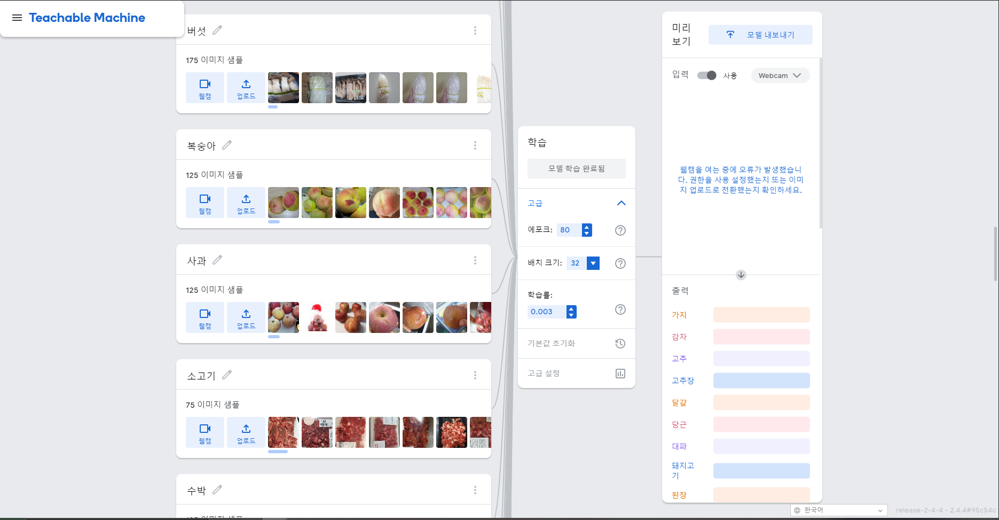 Teachable Machine
버섯
175 이미지 샘플
웹캠
업로드
복숭아
125 이미지 샘플
웹캠
업로드
사과
125 이미지 샘플
웹캠
업로드
소고기
75 이미지 샘플
웹캠
업로드
수박
학습
모델 학습 완료됨
고급
에포크: 80
배치 크기: 32
학습률:
0.003
기본값 초기화
고급 설정
미리
보기
모델 내보내기
입력
사용
Webcam
웹캠을 여는 중에 오류가 발생했습니
다. 권한을 사용 설정했는지 또는 이미
지 업로드로 전환했는지 확인하세요.
출력
가지
감자
고추
고추장
달걀
당근
대파
돼지고
기
된장
한국어
release-2-4-4 - 2.4.4#95c54c